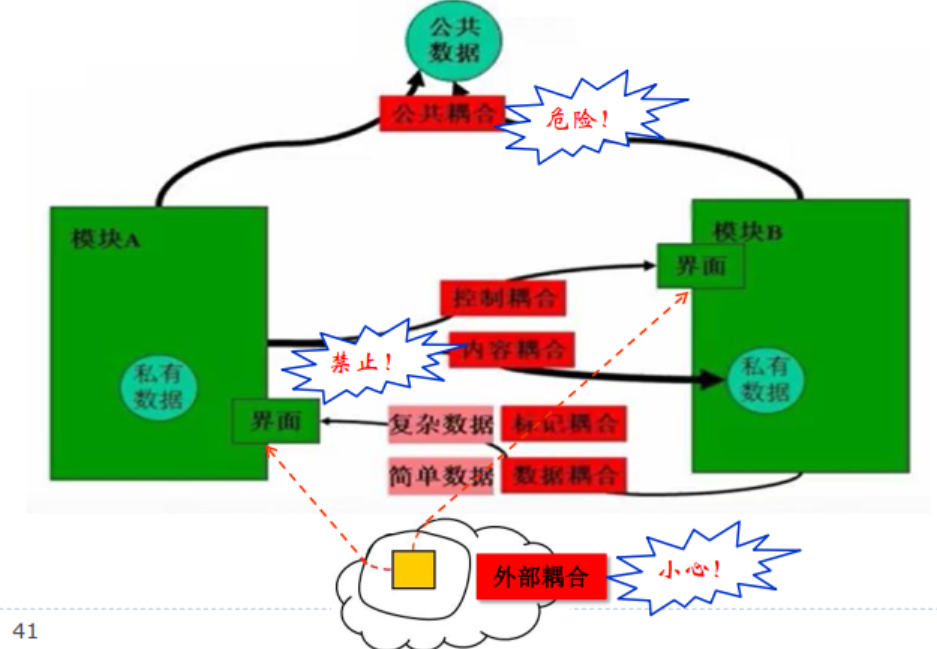 公共
数据
公共耦合
危险!
模块A
模块B
界面
控制耦合
禁止!
内容耦合
私有
数据
私有
数据
界面
复杂数据
标记耦合
简单数据
数据耦合
外部耦合
小心!
41